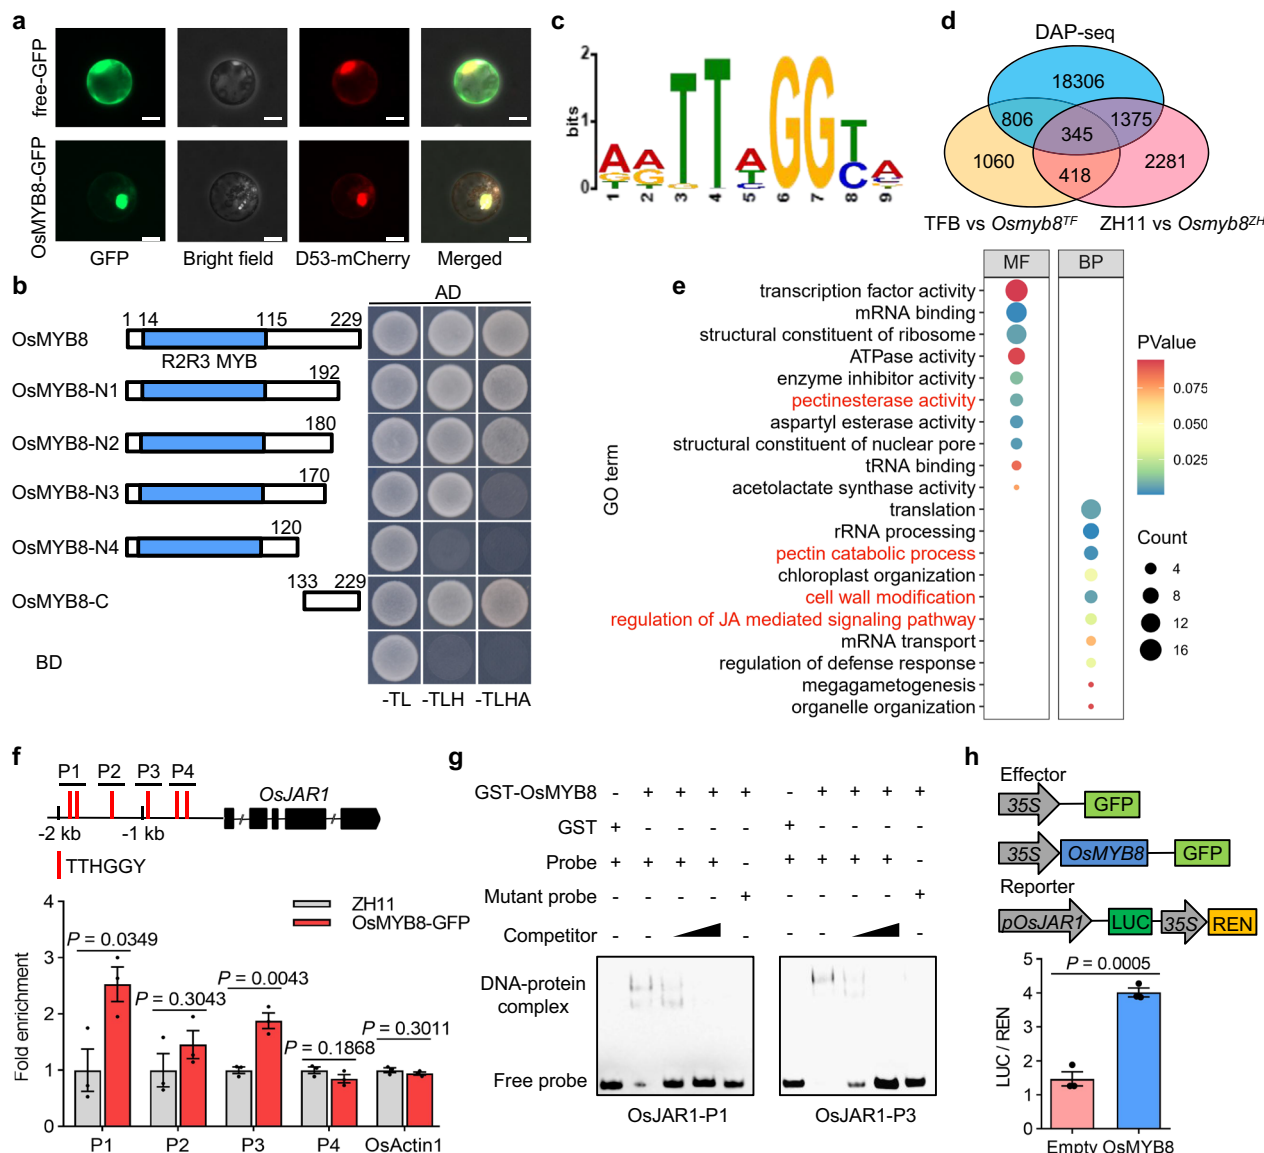 a
free-GFP
OsMYB8-GFP
GFP
Bright field
D53-mCherry
Merged
b
AD
OsMYB8
1 14
115
229
R2R3 MYB
OsMYB8-N1
192
OsMYB8-N2
180
OsMYB8-N3
170
OsMYB8-N4
120
OsMYB8-C
133
229
BD
-TL -TLH -TLHA
c
2
bits
1
0
1 2 3 4 5 6 7 8 9
d
DAP-seq
18306
806
1375
345
1060
2281
418
TFB vs Osmyb8TF
ZH11 vs Osmyb8ZH
e
MF
BP
GO term
transcription factor activity
mRNA binding
structural constituent of ribosome
ATPase activity
enzyme inhibitor activity
pectinesterase activity
aspartyl esterase activity
structural constituent of nuclear pore
tRNA binding
acetolactate synthase activity
translation
rRNA processing
pectin catabolic process
chloroplast organization
cell wall modification
regulation of JA mediated signaling pathway
mRNA transport
regulation of defense response
megagametogenesis
organelle organization
PValue
0.075
0.050
0.025
Count
4
8
12
16
f
P1 P2 P3 P4
OsJAR1
-2 kb
-1 kb
TTHGGY
ZH11
OsMYB8-GFP
Fold enrichment
4
3
2
1
0
P = 0.0349
P = 0.3043
P = 0.0043
P = 0.1868
P = 0.3011
P1 P2 P3 P4 OsActin1
g
GST-OsMYB8 - + + + + - + + + +
GST + - - - - + - - - -
Probe + + + + - + + + + -
Mutant probe - - - - + - - - - +
Competitor - - - - - -
DNA-protein
complex
Free probe
OsJAR1-P1
OsJAR1-P3
h
Effector
35S GFP
35S OsMYB8 GFP
Reporter
pOsJAR1 LUC 35S REN
P = 0.0005
LUC / REN
5
4
3
2
1
0
Empty OsMYB8